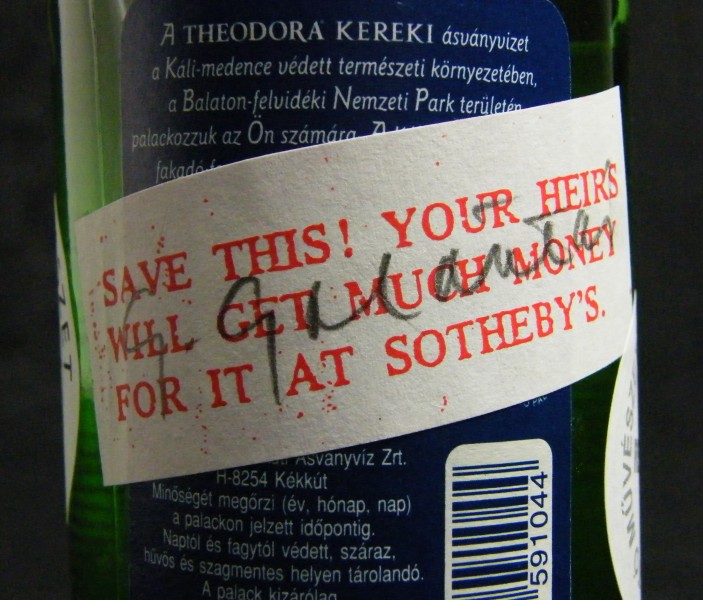 A THEODORA KEREKI ásványvizet
a Káli-medence védett természeti környezetében,
a Balaton-felvidéki Nemzeti Park területén
palackozzuk az Ön számára.
fakadó
SAVE THIS! YOUR HEIRS
WILL GET MUCH MONEY
FOR IT AT SOTHEBY'S.
Ásványvíz Zrt.
H-8254 Kékkút
Minőségét megőrzi (év, hónap, nap)
a palackon jelzett időpontig.
Naptól és fagytól védett, száraz,
hűvös és szagmentes helyen tárolandó.
A palack kizárólag
591044